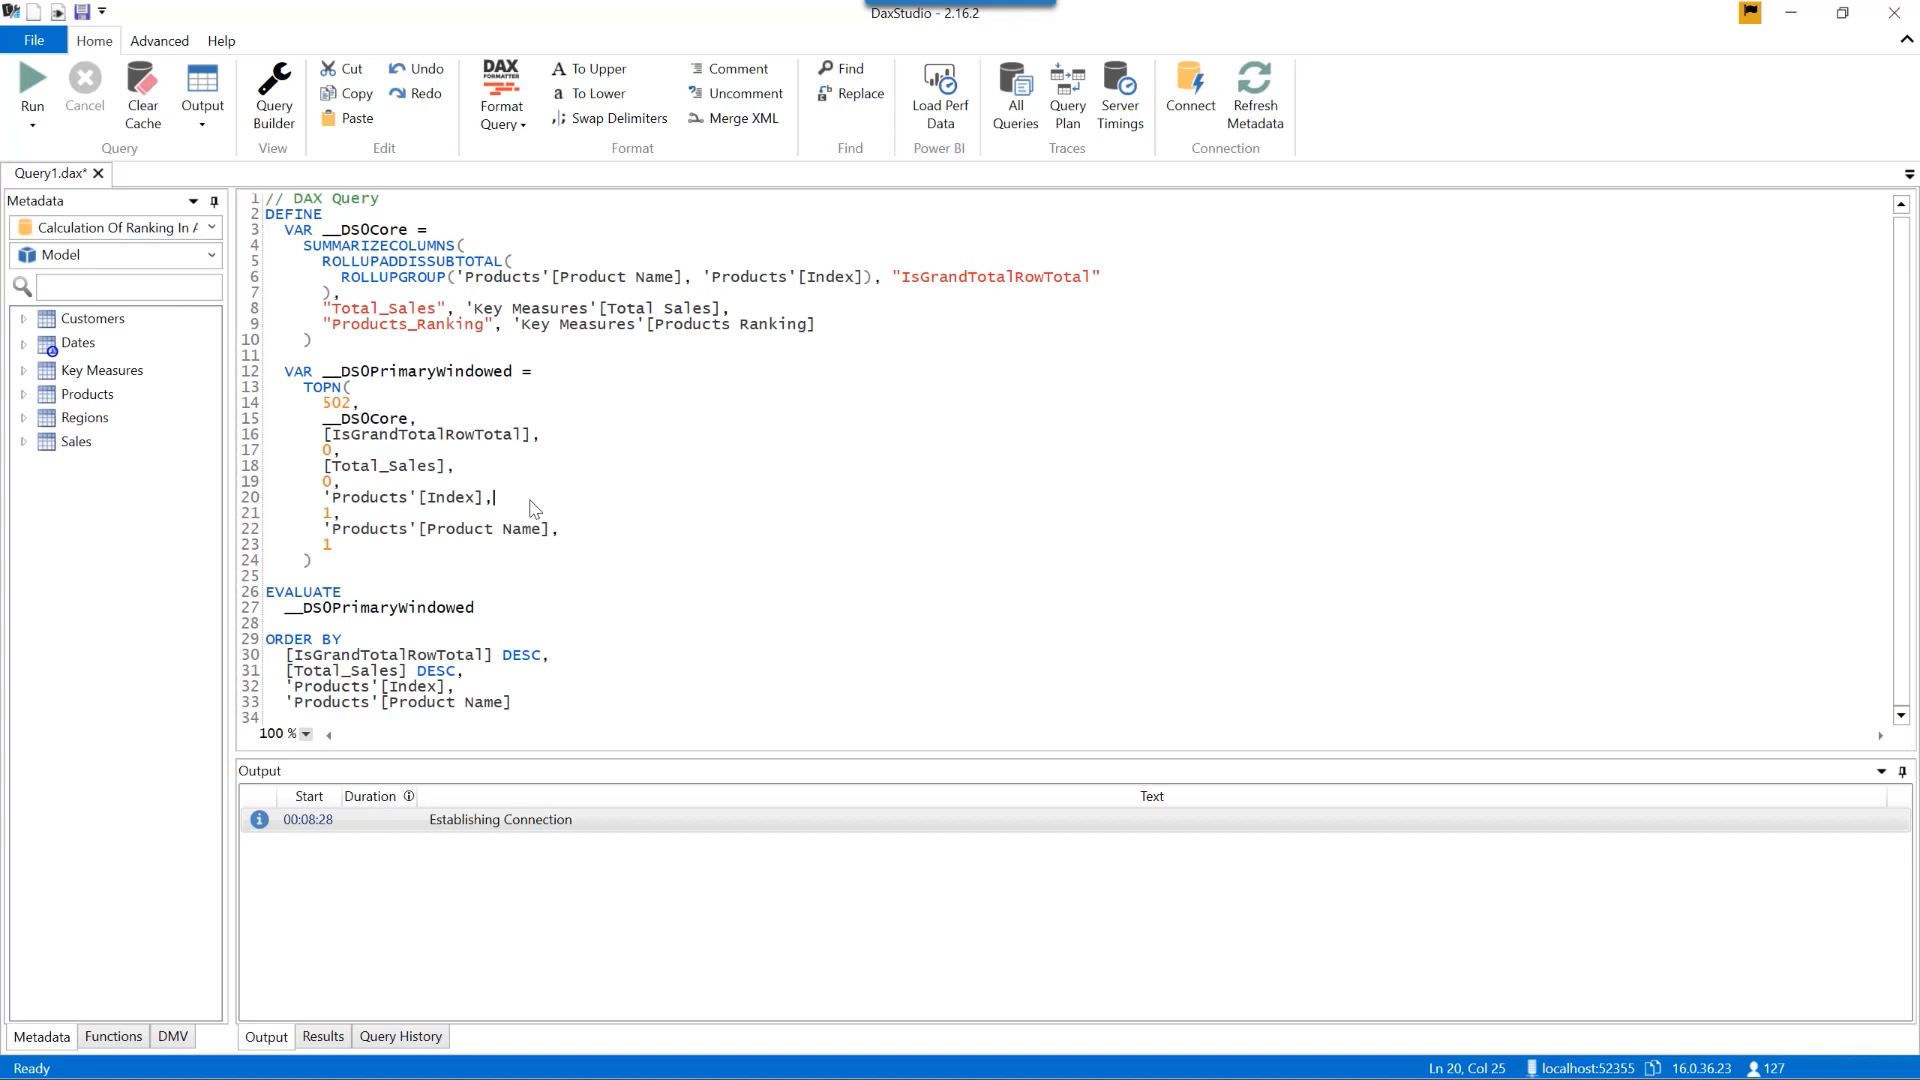 DaxStudio - 2.16.2
File Home Advanced Help
Run Cancel Clear Cache Output
Query
Query Builder
View
Cut Copy Paste Undo Redo
Edit
DAX FORMATTER
Format Query
A To Upper
a To Lower
Swap Delimiters
Comment
Uncomment
Merge XML
Format
Find
Replace
Find
Load Perf Data
Power BI
All Queries Query Plan Server Timings
Traces
Connect Refresh Metadata
Connection
Query1.dax*
Metadata
Calculation Of Ranking In
Model
Customers
Dates
Key Measures
Products
Regions
Sales
1 // DAX Query
2 DEFINE
3 VAR __DS0Core =
4 SUMMARIZECOLUMNS(
5 ROLLUPADDISSUBTOTAL(
6 ROLLUPGROUP('Products'[Product Name], 'Products'[Index]), "IsGrandTotalRowTotal"
7 ),
8 "Total_Sales", 'Key Measures'[Total Sales],
9 "Products_Ranking", 'Key Measures'[Products Ranking]
10 )
11
12 VAR __DS0PrimaryWindowed =
13 TOPN(
14 502,
15 __DS0Core,
16 [IsGrandTotalRowTotal],
17 0,
18 [Total_Sales],
19 0,
20 'Products'[Index],
21 1,
22 'Products'[Product Name],
23 1
24 )
25
26 EVALUATE
27 __DS0PrimaryWindowed
28
29 ORDER BY
30 [IsGrandTotalRowTotal] DESC,
31 [Total_Sales] DESC,
32 'Products'[Index],
33 'Products'[Product Name]
34
100 %
Output
Start Duration Text
00:08:28 Establishing Connection
Metadata Functions DMV Output Results Query History
Ready Ln 20, Col 25 localhost:52355 16.0.36.23 127